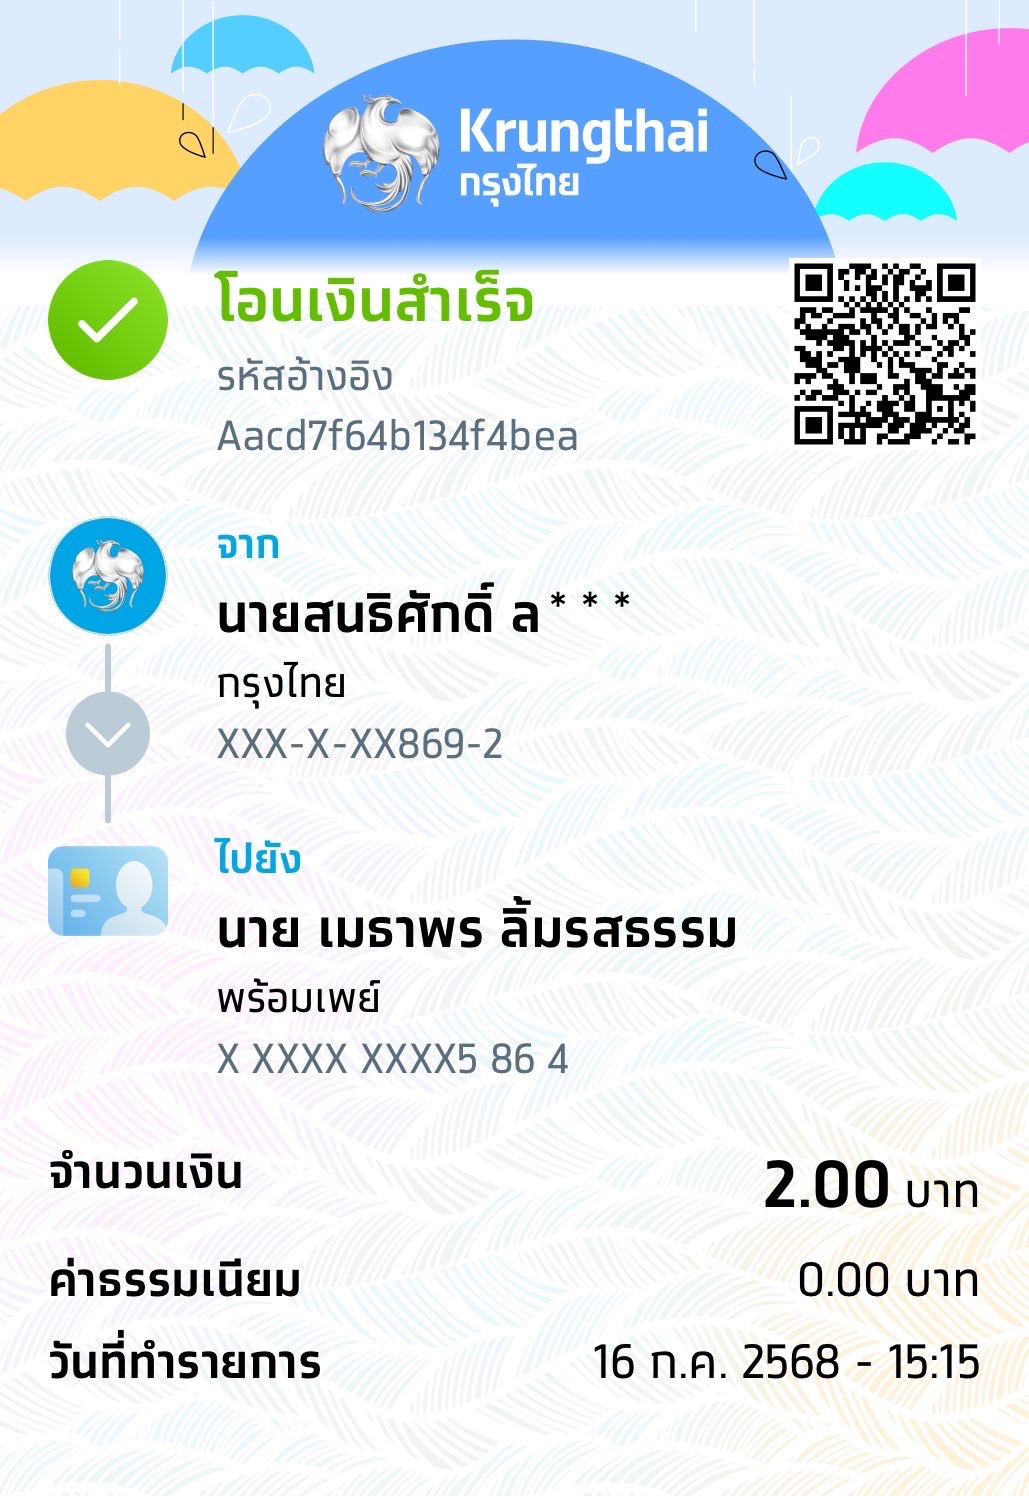 Krungthai
กรุงไทย
โอนเงินสำเร็จ
รหัสอ้างอิง
Aacd7f64b134f4bea
จาก
นายสนธิศักดิ์ ล***
กรุงไทย
XXX-X-XX869-2
ไปยัง
นาย เมธาพร ลิ้มรสธรรม
พร้อมเพย์
X XXXX XXXX5 86 4
จำนวนเงิน 2.00 บาท
ค่าธรรมเนียม 0.00 บาท
วันที่ทำรายการ 16 ก.ค. 2568 - 15:15